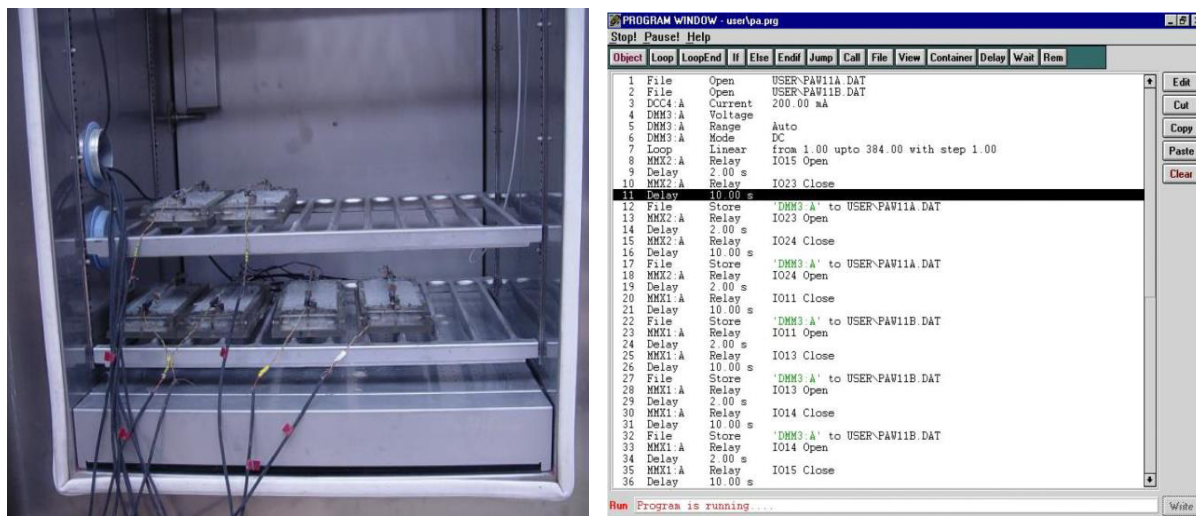 PROGRAM WINDOW - user\pa.prg
Stop! Pause! Help
Object Loop LoopEnd If Else Endif Jump Call File View Container Delay Wait Rem
1 File Open USER\PAW11A.DAT
2 File Open USER\PAW11B.DAT
3 DCC4:A Current 200.00 mA
4 DMM3:A Voltage
5 DMM3:A Range Auto
6 DMM3:A Mode DC
7 Loop Linear from 1.00 upto 384.00 with step 1.00
8 MMX2:A Relay IO15 Open
9 Delay 2.00 s
10 MMX2:A Relay IO23 Close
11 Delay 10.00 s
12 File Store 'DMM3:A' to USER\PAW11A.DAT
13 MMX2:A Relay IO23 Open
14 Delay 2.00 s
15 MMX2:A Relay IO24 Close
16 Delay 10.00 s
17 File Store 'DMM3:A' to USER\PAW11A.DAT
18 MMX2:A Relay IO24 Open
19 Delay 2.00 s
20 MMX1:A Relay IO11 Close
21 Delay 10.00 s
22 File Store 'DMM3:A' to USER\PAW11B.DAT
23 MMX1:A Relay IO11 Open
24 Delay 2.00 s
25 MMX1:A Relay IO13 Close
26 Delay 10.00 s
27 File Store 'DMM3:A' to USER\PAW11B.DAT
28 MMX1:A Relay IO13 Open
29 Delay 2.00 s
30 MMX1:A Relay IO14 Close
31 Delay 10.00 s
32 File Store 'DMM3:A' to USER\PAW11B.DAT
33 MMX1:A Relay IO14 Open
34 Delay 2.00 s
35 MMX1:A Relay IO15 Close
36 Delay 10.00 s
Edit
Cut
Copy
Paste
Clear
Run Program is running....
Write